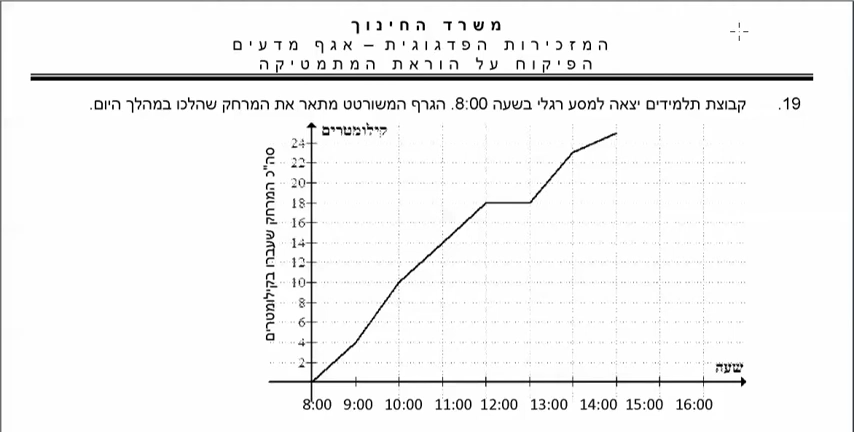 משרד החינוך
המזכירות הפדגוגית – אגף מדעים
הפיקוח על הוראת המתמטיקה
19. קבוצת תלמידים יצאה למסע רגלי בשעה 8:00. הגרף המשורטט מתאר את המרחק שהלכו במהלך היום.
קילומטרים
סה"כ המרחק שעברו בקילומטרים
24
22
20
18
16
14
12
10
8
6
4
2
שעה
8:00 9:00 10:00 11:00 12:00 13:00 14:00 15:00 16:00